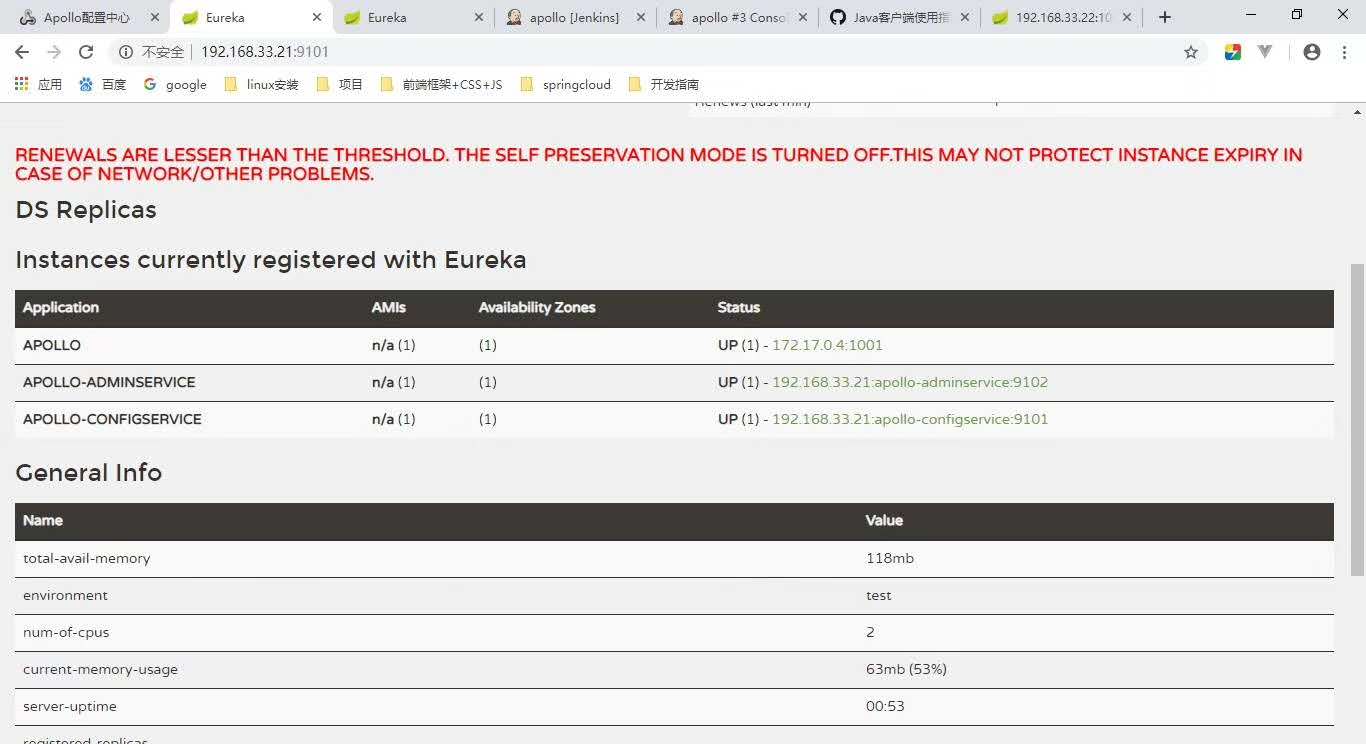 Apollo配置中心
Eureka
Eureka
apollo [Jenkins]
apollo #3 Conso
Java客户端使用指
192.168.33.22:10
不安全 192.168.33.21:9101
应用 百度 google linux安装 项目 前端框架+CSS+JS springcloud 开发指南
Renews (last min)
RENEWALS ARE LESSER THAN THE THRESHOLD. THE SELF PRESERVATION MODE IS TURNED OFF.THIS MAY NOT PROTECT INSTANCE EXPIRY IN
CASE OF NETWORK/OTHER PROBLEMS.
DS Replicas
Instances currently registered with Eureka
Application AMIs Availability Zones Status
APOLLO n/a (1) (1) UP (1) - 172.17.0.4:1001
APOLLO-ADMINSERVICE n/a (1) (1) UP (1) - 192.168.33.21:apollo-adminservice:9102
APOLLO-CONFIGSERVICE n/a (1) (1) UP (1) - 192.168.33.21:apollo-configservice:9101
General Info
Name Value
total-avail-memory 118mb
environment test
num-of-cpus 2
current-memory-usage 63mb (53%)
server-uptime 00:53
registered-replicas